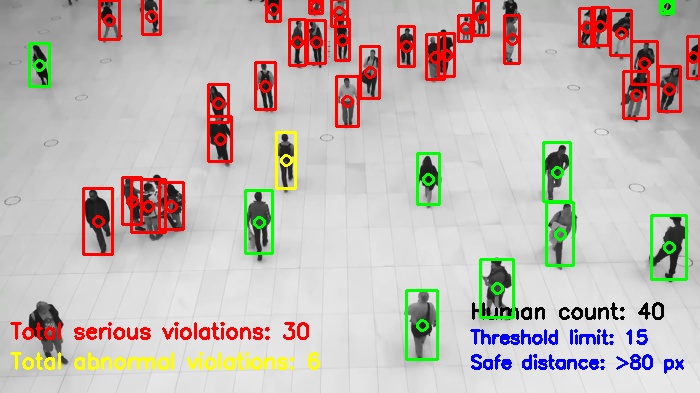 Human count: 40
Total serious violations: 30
Threshold limit: 15
Total abnormal violations: 6
Safe distance: >80 px